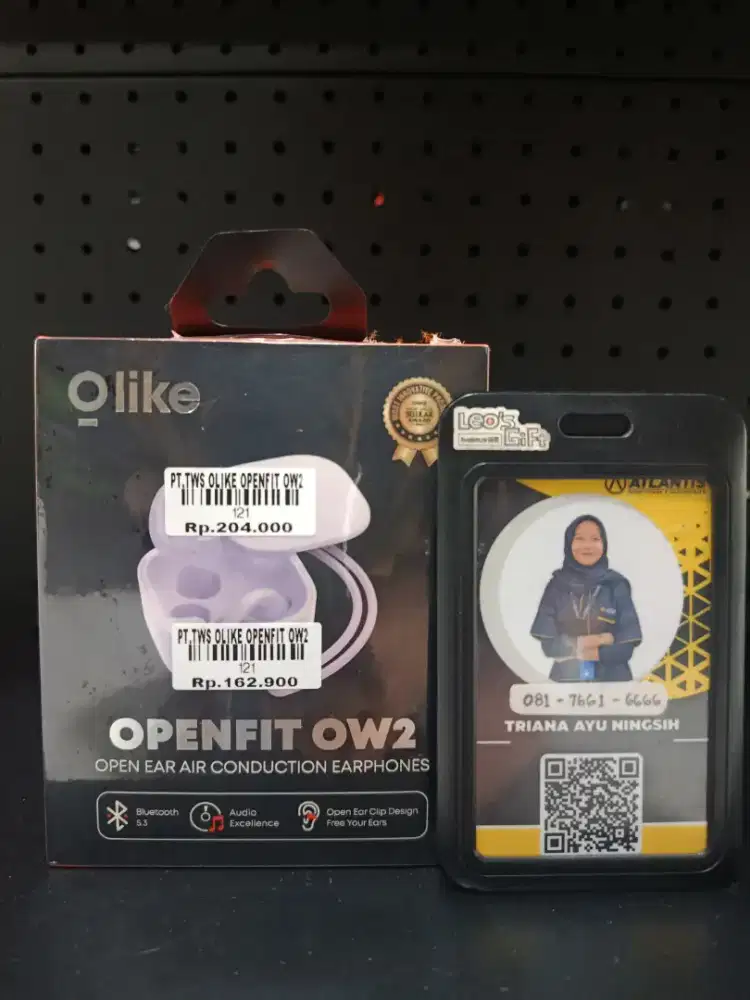 Olike
CELLULAR
PT.TWS OLIKE OPENFIT OW2
121
Rp.204.000
PT.TWS OLIKE OPENFIT OW2
121
Rp.162.900
OPENFIT OW2
OPEN EAR AIR CONDUCTION EARPHONES
Bluetooth
5.3
Audio
Excellence
Open Ear Clip Design
Free Your Ears
Leo's
GiFt
ATLANTIS
081 - 7661 - 6666
TRIANA AYU NINGSIH